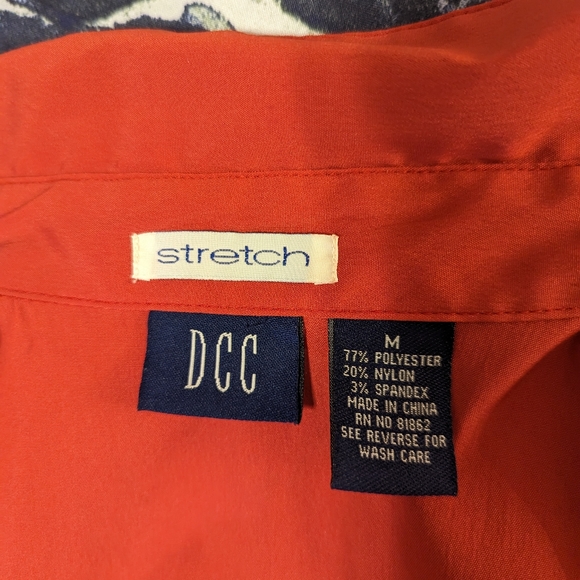 stretch
DCC
M
77% POLYESTER
20% NYLON
3% SPANDEX
MADE IN CHINA
RN NO 81862
SEE REVERSE FOR
WASH CARE